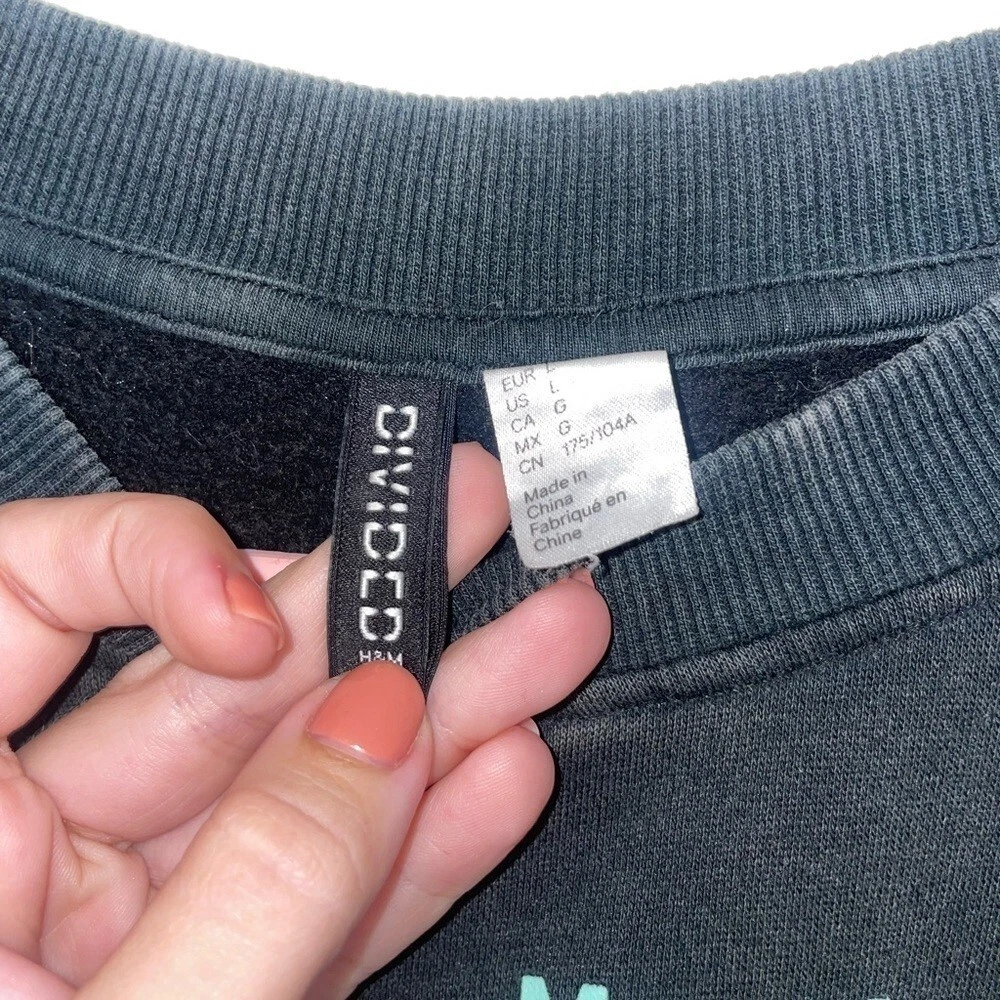 DIVIDED
H&M
EUR L
US L
CA G
MX G
CN 175/104A
Made in
China
Fabriqué en
Chine
M